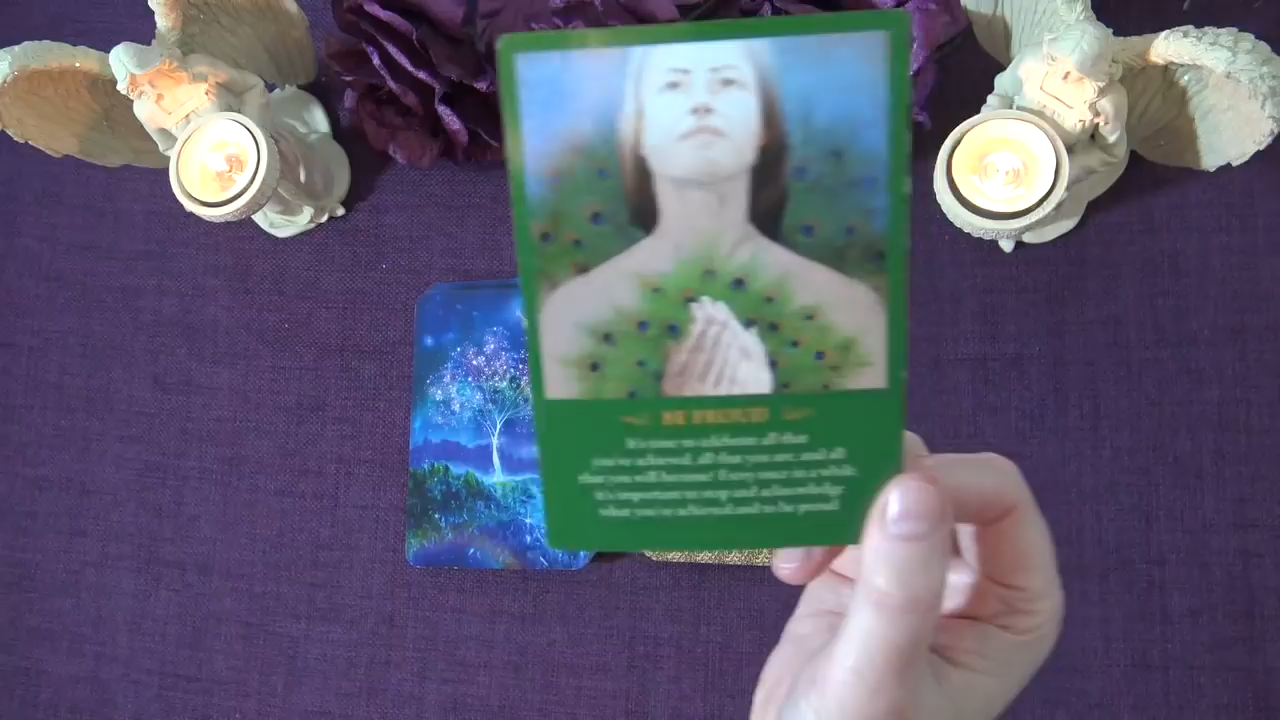 BE PROUD
It's time to celebrate all that
you've achieved, all that you are, and all
that you will become! Every once in a while,
it's important to stop and acknowledge
what you've achieved and to be proud